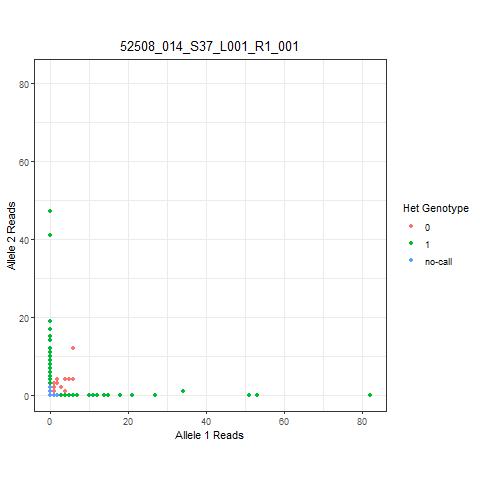 52508_014_S37_L001_R1_001
80
60
40
20
0
Allele 2 Reads
0 20 40 60 80
Allele 1 Reads
Het Genotype
0
1
no-call